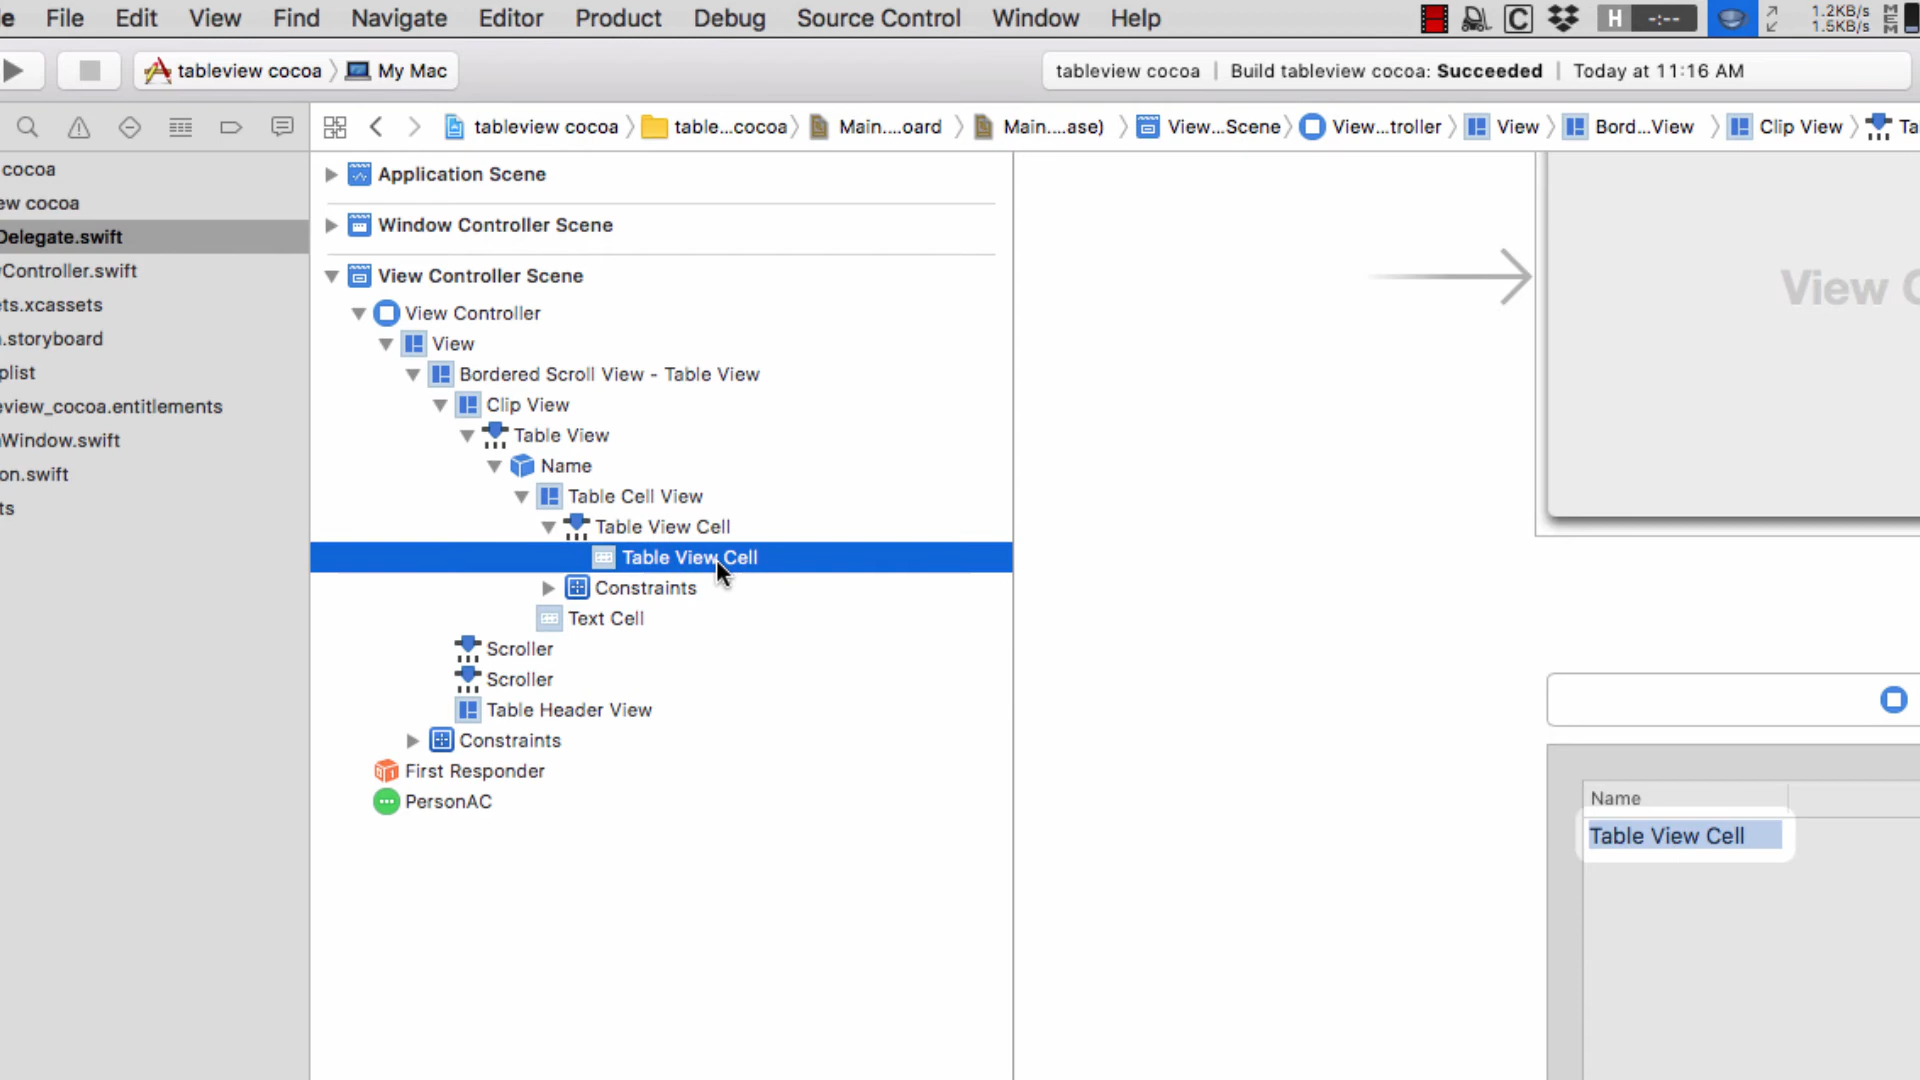 File Edit View Find Navigate Editor Product Debug Source Control Window Help H -:-- 1.2KB/s
1.5KB/s
MEM
tableview cocoa My Mac tableview cocoa | Build tableview cocoa: Succeeded | Today at 11:16 AM
tableview cocoa table...cocoa Main....oard Main....ase) View...Scene View...troller View Bord...View Clip View Ta
cocoa
ew cocoa
Delegate.swift
Controller.swift
ets.xcassets
.storyboard
plist
eview_cocoa.entitlements
Window.swift
on.swift
ts
Application Scene
Window Controller Scene
View Controller Scene
View Controller
View
Bordered Scroll View - Table View
Clip View
Table View
Name
Table Cell View
Table View Cell
Table View Cell
Constraints
Text Cell
Scroller
Scroller
Table Header View
Constraints
First Responder
PersonAC
View C
Name
Table View Cell